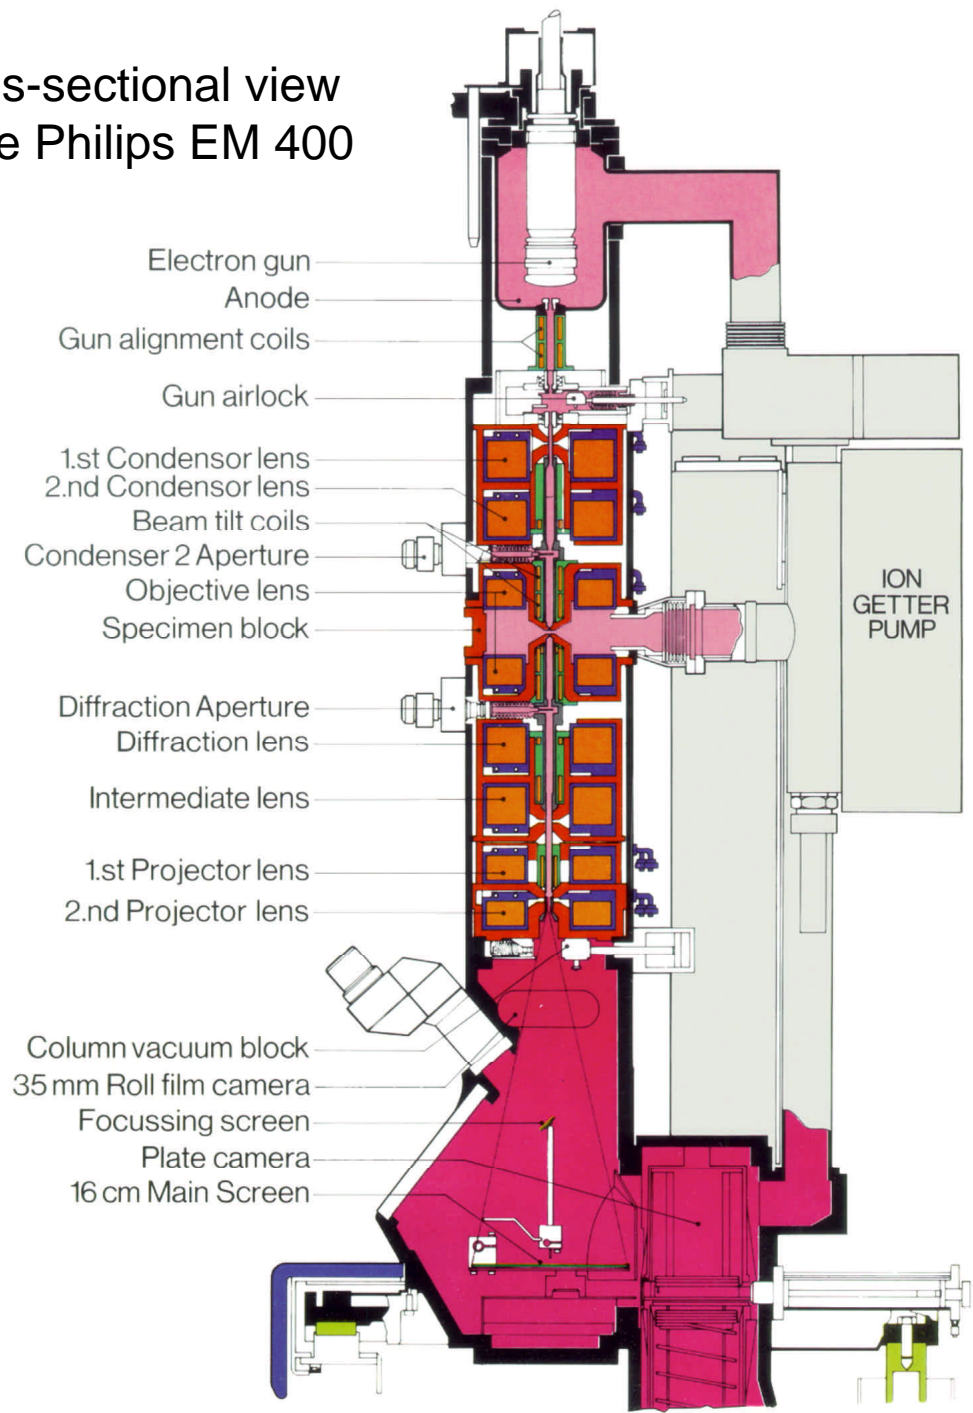 s-sectional view
e Philips EM 400
Electron gun
Anode
Gun alignment coils
Gun airlock
1.st Condensor lens
2.nd Condensor lens
Beam tilt coils
Condenser 2 Aperture
Objective lens
Specimen block
Diffraction Aperture
Diffraction lens
Intermediate lens
1.st Projector lens
2.nd Projector lens
Column vacuum block
35 mm Roll film camera
Focussing screen
Plate camera
16 cm Main Screen
ION
GETTER
PUMP